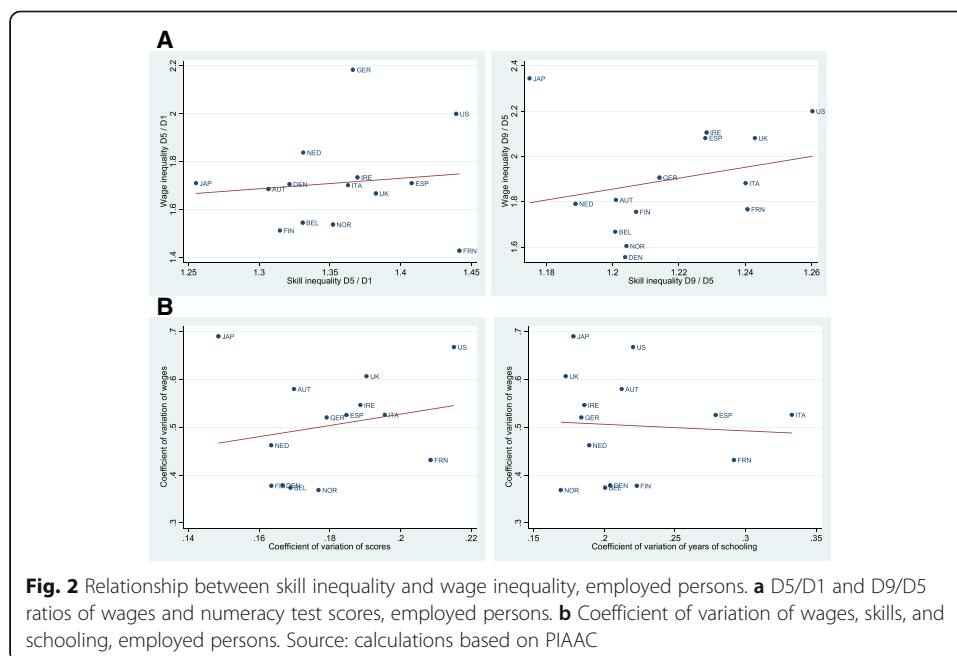 A
Wage inequality D5 / D1
2.2
2
1.8
1.6
1.4
GER
US
NED
JAP
AUT
DEN
ITA
IRE
ESP
UK
BEL
FIN
NOR
FRN
1.25
1.3
1.35
1.4
1.45
Skill inequality D5 / D1
Wage inequality D9 / D5
2.4
2.2
2
1.8
1.6
JAP
US
IRE
ESP
UK
GER
ITA
NED
AUT
FIN
FRN
BEL
NOR
DEN
1.18
1.2
1.22
1.24
1.26
Skill inequality D9 / D5
B
Coefficient of variation of wages
.7
.6
.5
.4
.3
JAP
US
UK
AUT
IRE
GER
ESP
ITA
NED
FRN
FIN
DEN
BEL
NOR
.14
.16
.18
.2
.22
Coefficient of variation of scores
Coefficient of variation of wages
.7
.6
.5
.4
.3
JAP
US
UK
AUT
IRE
GER
ESP
ITA
NED
FRN
NOR
BEL
DEN
FIN
.15
.2
.25
.3
.35
Coefficient of variation of years of schooling
Fig. 2 Relationship between skill inequality and wage inequality, employed persons. a D5/D1 and D9/D5
ratios of wages and numeracy test scores, employed persons. b Coefficient of variation of wages, skills, and
schooling, employed persons. Source: calculations based on PIAAC